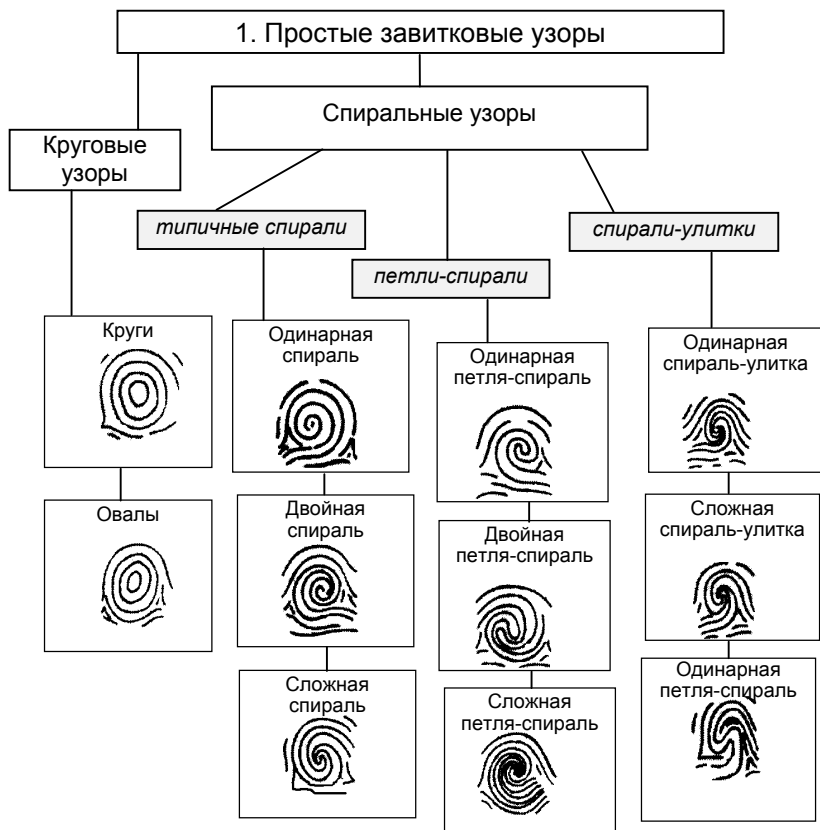 1. Простые завитковые узоры
Спиральные узоры
Круговые
узоры
типичные спирали
спирали-улитки
петли-спирали
Круги
Овалы
Одинарная
спираль
Двойная
спираль
Сложная
спираль
Одинарная
петля-спираль
Двойная
петля-спираль
Сложная
петля-спираль
Одинарная
спираль-улитка
Сложная
спираль-улитка
Одинарная
петля-спираль